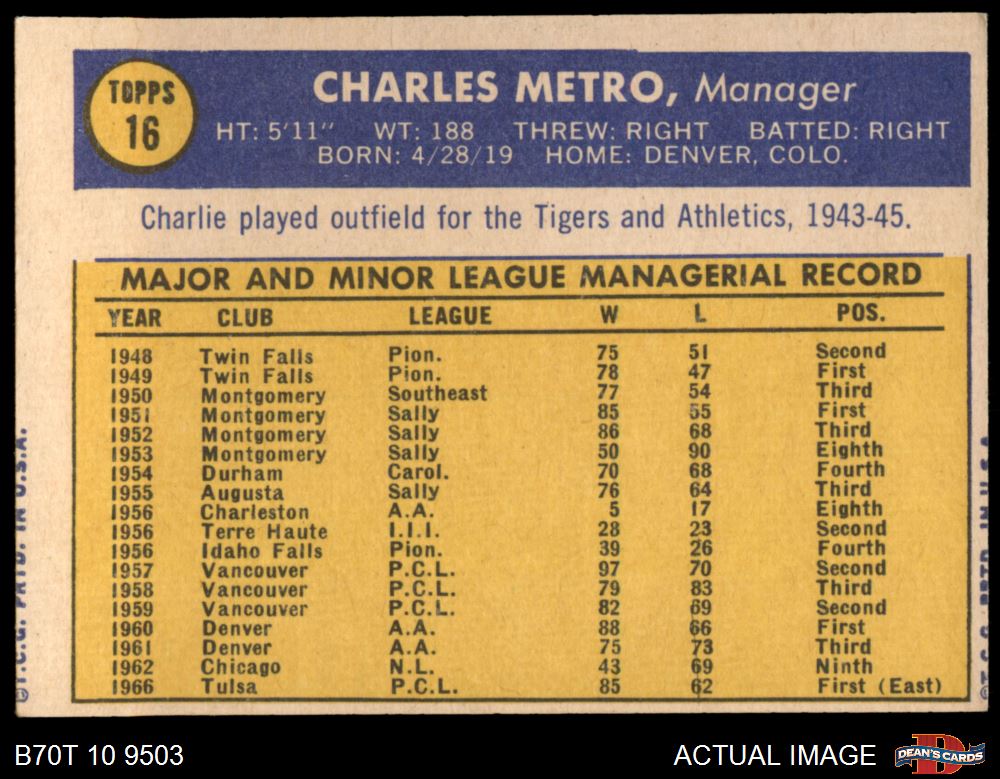 TOPPS
16
CHARLES METRO, Manager
HT: 5'11" WT: 188 THREW: RIGHT BATTED: RIGHT
BORN: 4/28/19 HOME: DENVER, COLO.
Charlie played outfield for the Tigers and Athletics, 1943-45.
MAJOR AND MINOR LEAGUE MANAGERIAL RECORD
YEAR CLUB LEAGUE W L POS.
1948 Twin Falls Pion. 75 51 Second
1949 Twin Falls Pion. 78 47 First
1950 Montgomery Southeast 77 54 Third
1951 Montgomery Sally 85 55 First
1952 Montgomery Sally 86 68 Third
1953 Montgomery Sally 50 90 Eighth
1954 Durham Carol. 70 68 Fourth
1955 Augusta Sally 76 64 Third
1956 Charleston A.A. 5 17 Eighth
1956 Terre Haute I.I.I. 28 23 Second
1956 Idaho Falls Pion. 39 26 Fourth
1957 Vancouver P.C.L. 97 70 Second
1958 Vancouver P.C.L. 79 83 Third
1959 Vancouver P.C.L. 82 69 Second
1960 Denver A.A. 88 66 First
1961 Denver A.A. 75 73 Third
1962 Chicago N.L. 43 69 Ninth
1966 Tulsa P.C.L. 85 62 First (East)
©T.C.G. PRTD. IN U.S.A.
©T.C.G. PRTD. IN U.S.A.
B70T 10 9503
ACTUAL IMAGE
D
DEAN'S CARDS